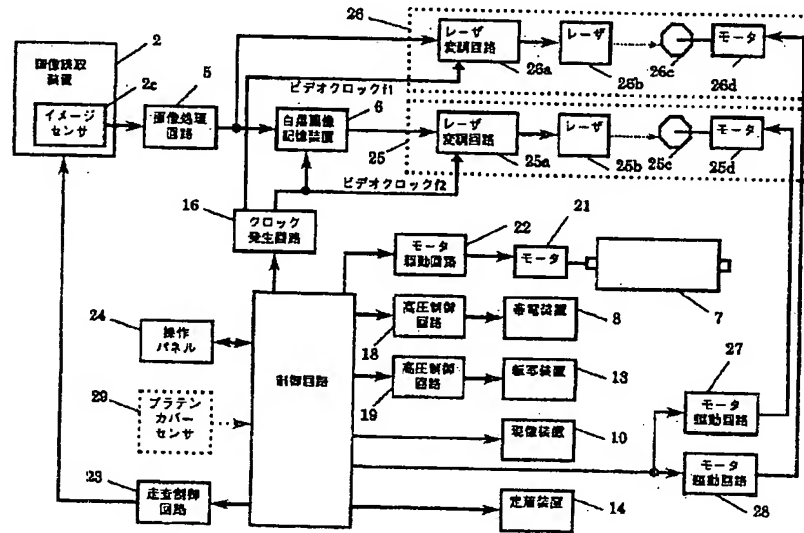 26
2
2c
画像読取
装置
イメージ
センサ
5
画像処理
回路
6
白黒画像
記憶装置
レーザ
変調回路
26a
レーザ
26b
26c
モータ
26d
ビデオクロックf1
25
レーザ
変調回路
25a
レーザ
25b
25c
モータ
25d
ビデオクロックf2
16
クロック
発生回路
22
モータ
駆動回路
21
モータ
7
24
操作
パネル
制御回路
高圧制御
回路
18
帯電装置
8
29
プラテン
カバー
センサ
高圧制御
回路
19
転写装置
13
27
モータ
駆動回路
現像装置
10
23
走査制御
回路
モータ
駆動回路
28
定着装置
14